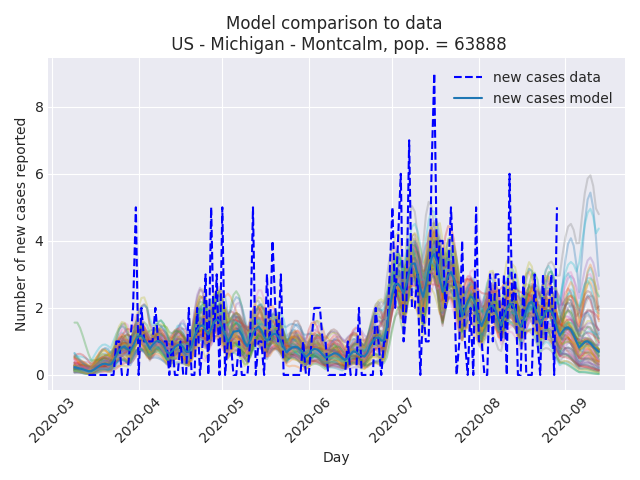 Model comparison to data
US - Michigan - Montcalm, pop. = 63888
new cases data
new cases model
Number of new cases reported
8
6
4
2
0
2020-03
2020-04
2020-05
2020-06
2020-07
2020-08
2020-09
Day